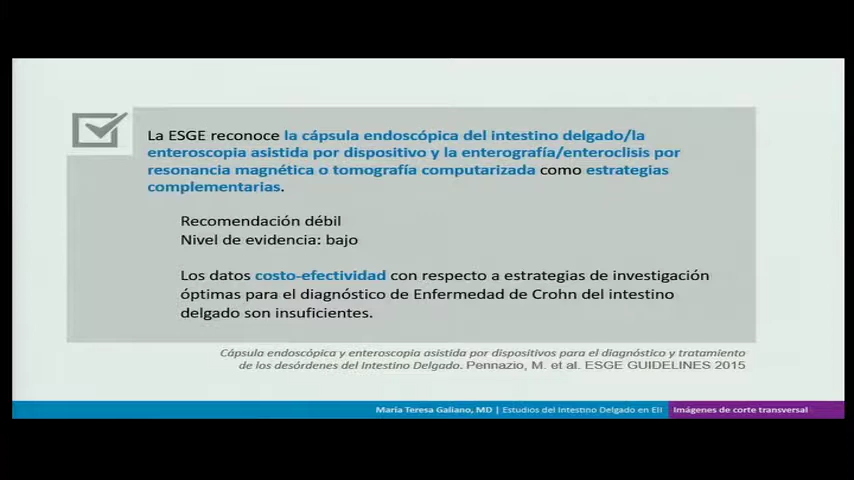 La ESGE reconoce la cápsula endoscópica del intestino delgado/la
enteroscopia asistida por dispositivo y la enterografía/enteroclisis por
resonancia magnética o tomografía computarizada como estrategias
complementarias.
Recomendación débil
Nivel de evidencia: bajo
Los datos costo-efectividad con respecto a estrategias de investigación
óptimas para el diagnóstico de Enfermedad de Crohn del intestino
delgado son insuficientes.
Cápsula endoscópica y enteroscopia asistida por dispositivos para el diagnóstico y tratamiento
de los desórdenes del Intestino Delgado. Pennazio, M. et al. ESGE GUIDELINES 2015
Maria Teresa Galiano, MD | Estudios del Intestino Delgado en EII Imágenes de corte transversal